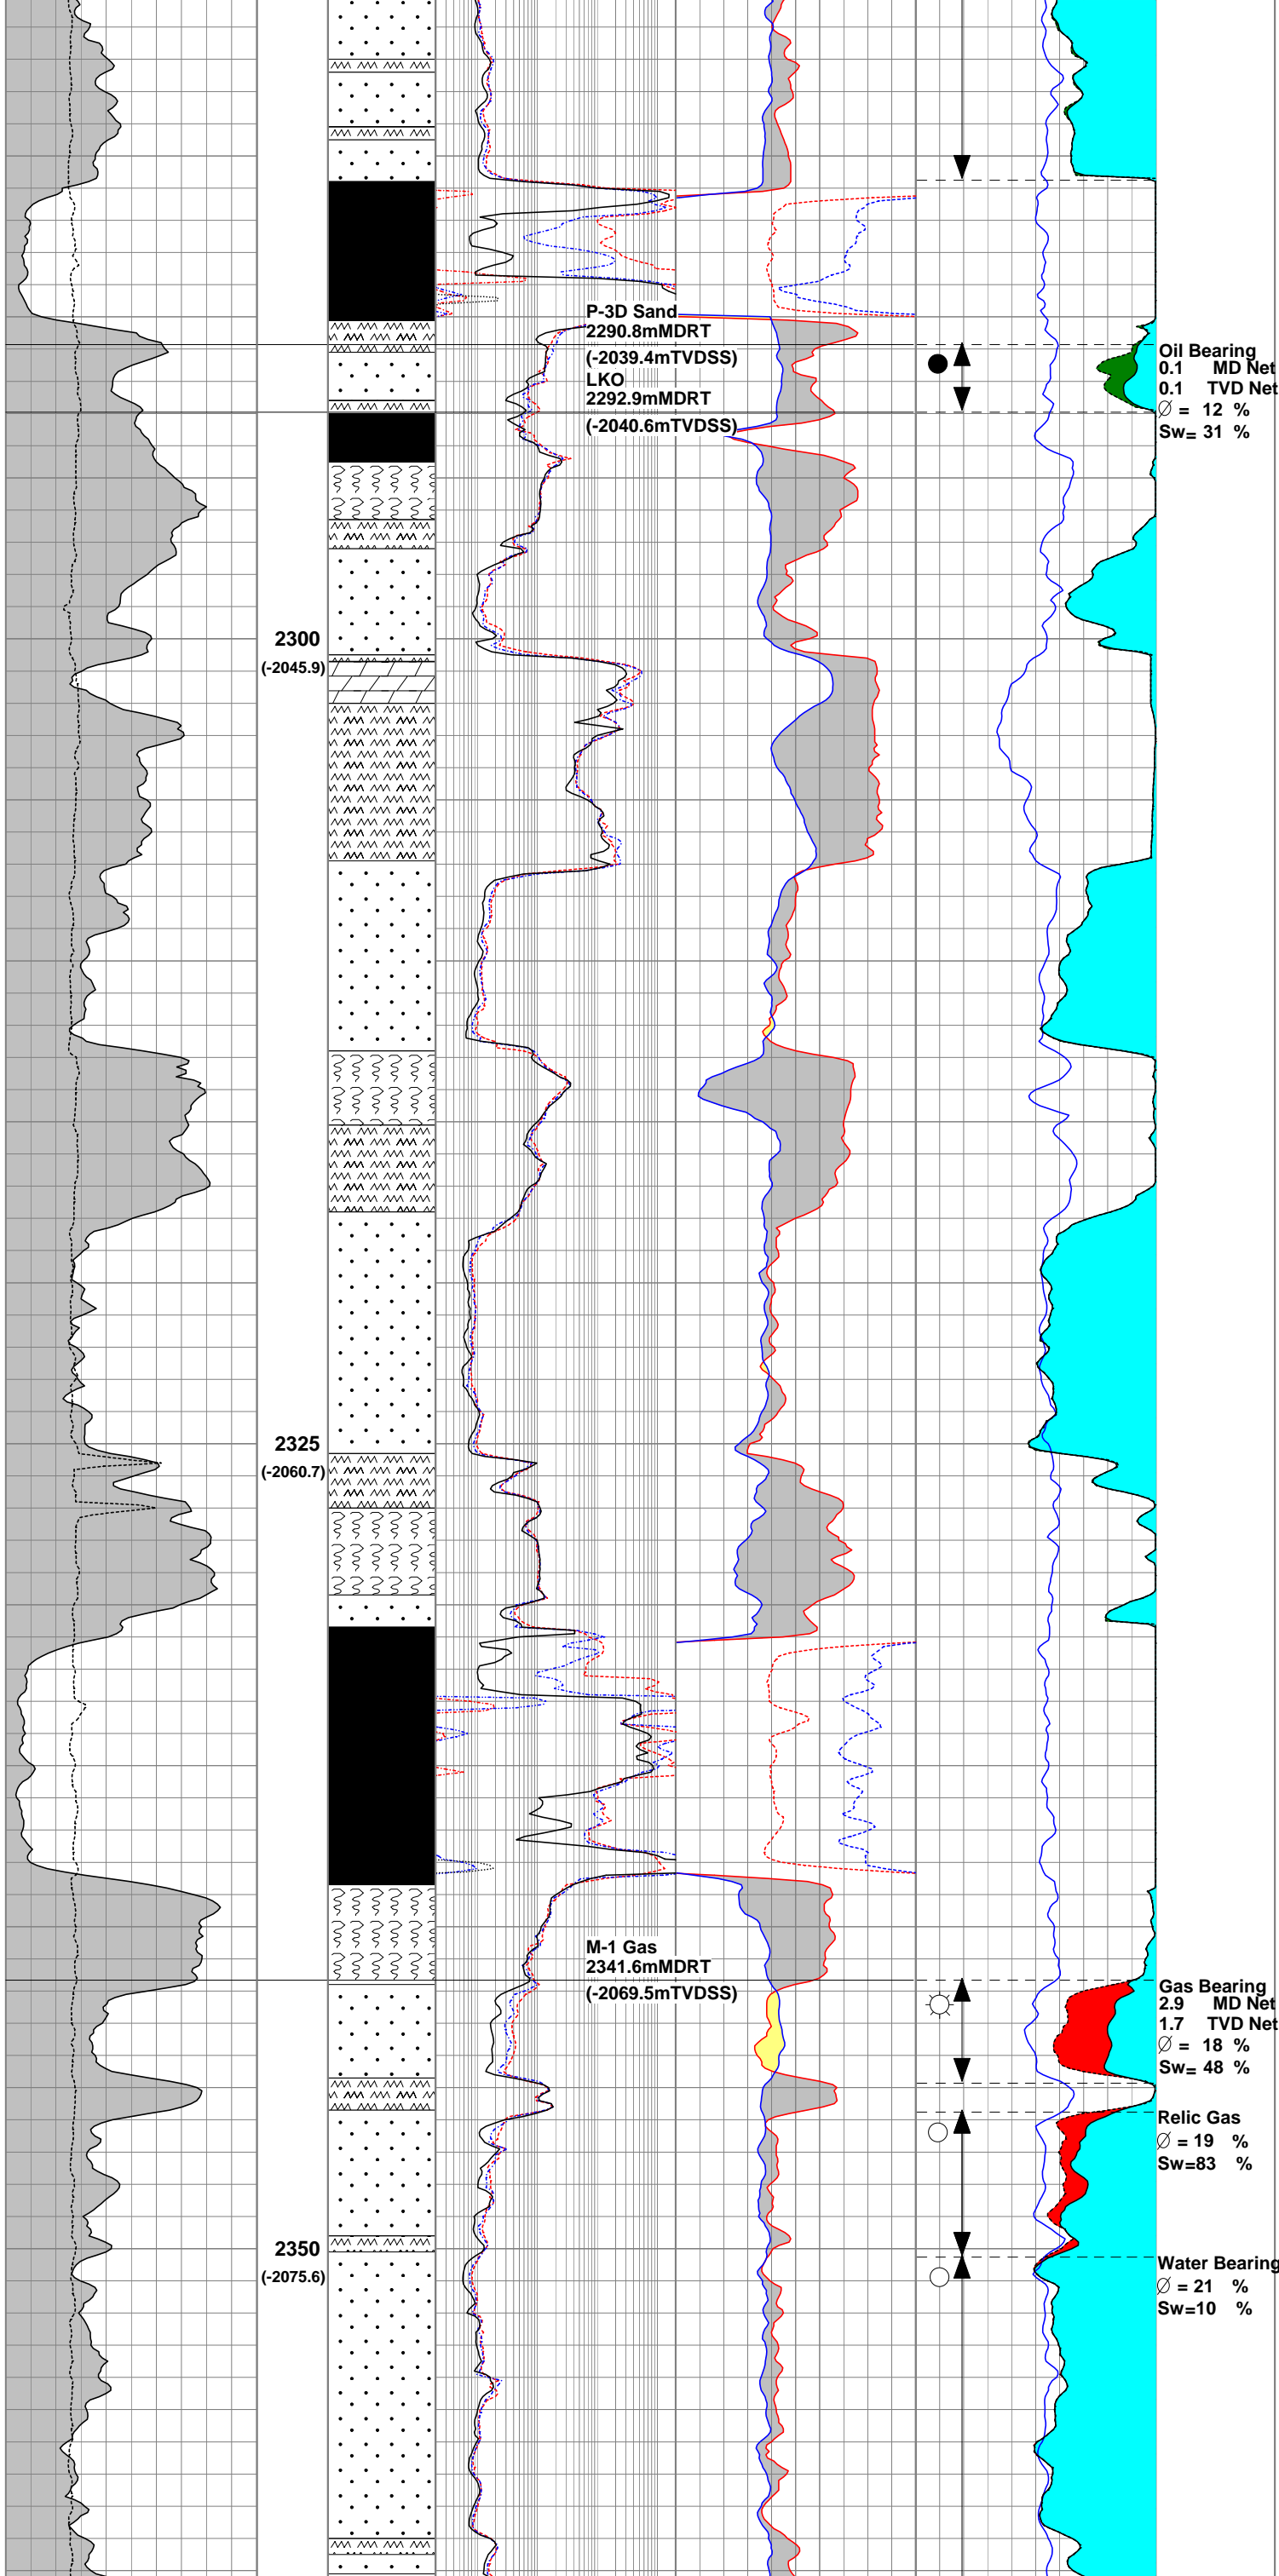 P-3D Sand
2290.8mMDRT
(-2039.4mTVDSS)
LKO
2292.9mMDRT
(-2040.6mTVDSS)
Oil Bearing
0.1 MD Net
0.1 TVD Net
Ø = 12 %
Sw= 31 %
2300
(-2045.9)
2325
(-2060.7)
M-1 Gas
2341.6mMDRT
(-2069.5mTVDSS)
Gas Bearing
2.9 MD Net
1.7 TVD Net
Ø = 18 %
Sw= 48 %
Relic Gas
Ø = 19 %
Sw=83 %
2350
(-2075.6)
Water Bearing
Ø = 21 %
Sw=10 %